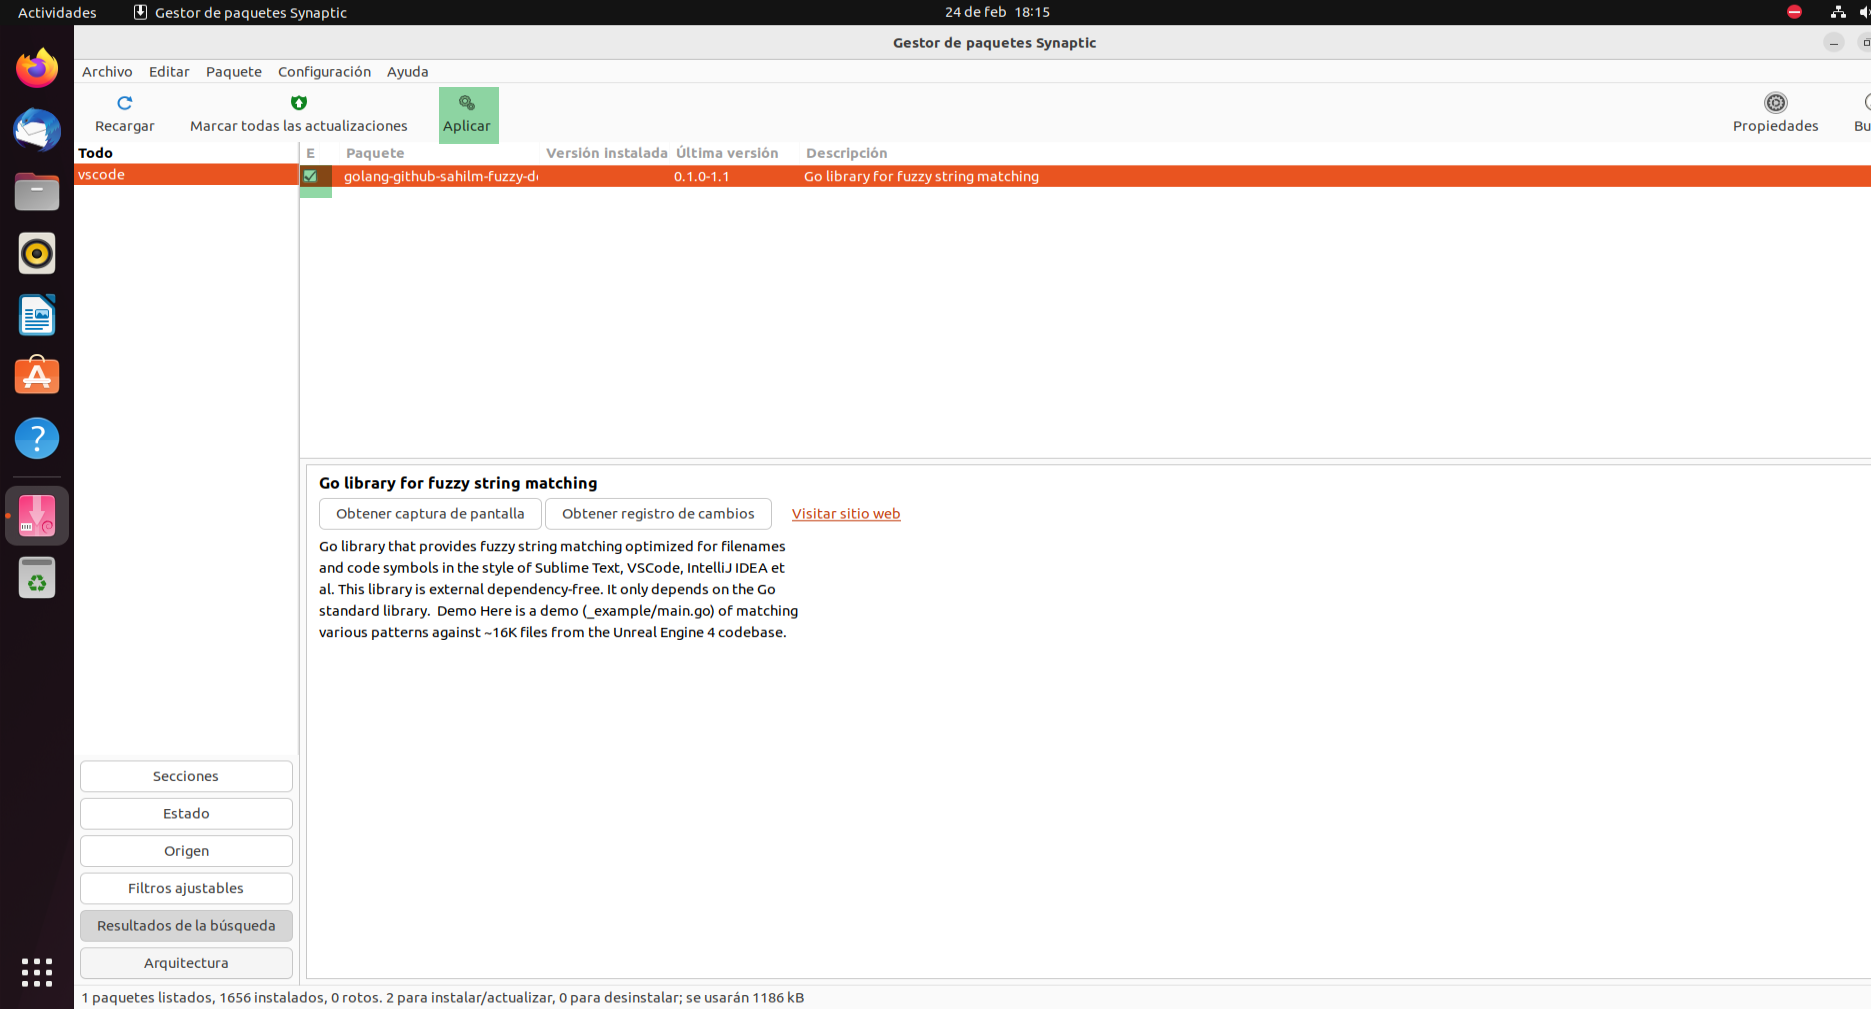 Actividades
Gestor de paquetes Synaptic
24 de feb 18:15
Gestor de paquetes Synaptic
Archivo Editar Paquete Configuración Ayuda
Recargar
Marcar todas las actualizaciones
Aplicar
Propiedades
Bu
Todo
vscode
E Paquete Versión instalada Última versión Descripción
golang-github-sahilm-fuzzy-d 0.1.0-1.1 Go library for fuzzy string matching
Go library for fuzzy string matching
Obtener captura de pantalla
Obtener registro de cambios
Visitar sitio web
Go library that provides fuzzy string matching optimized for filenames
and code symbols in the style of Sublime Text, VSCode, IntelliJ IDEA et
al. This library is external dependency-free. It only depends on the Go
standard library. Demo Here is a demo (_example/main.go) of matching
various patterns against ~16K files from the Unreal Engine 4 codebase.
Secciones
Estado
Origen
Filtros ajustables
Resultados de la búsqueda
Arquitectura
1 paquetes listados, 1656 instalados, 0 rotos. 2 para instalar/actualizar, 0 para desinstalar; se usarán 1186 kB